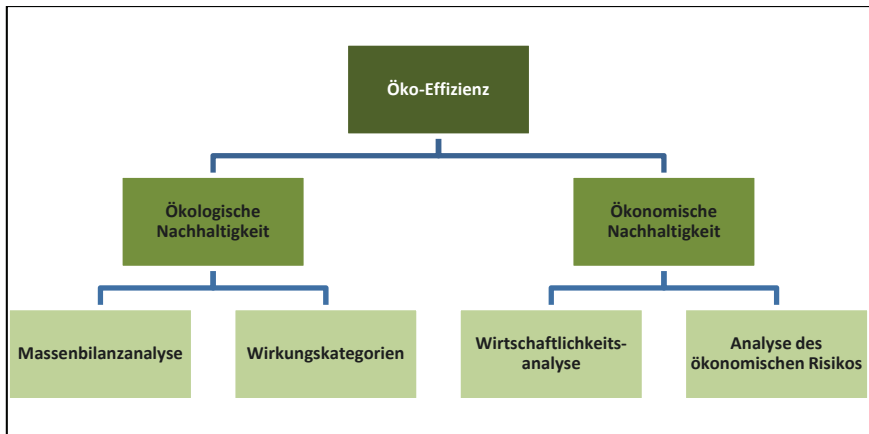 Öko-Effizienz
Ökologische
Nachhaltigkeit
Ökonomische
Nachhaltigkeit
Massenbilanzanalyse
Wirkungskategorien
Wirtschaftlichkeits-
analyse
Analyse des
ökonomischen Risikos